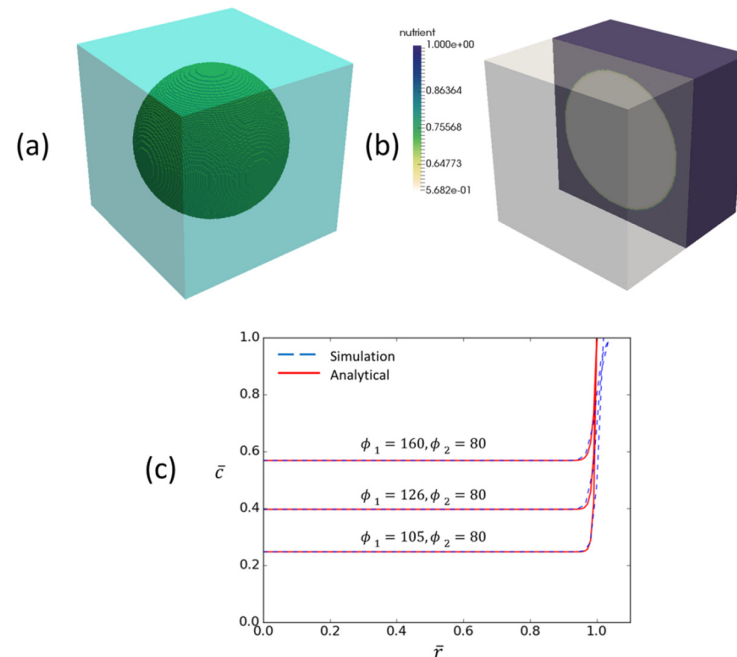 (a)
(b)
nutrient
1.000e+00
0.86364
0.75568
0.64773
5.682e-01
(c)
c̄
1.0
0.8
0.6
0.4
0.2
0.0
Simulation
Analytical
ϕ 1 = 160, ϕ 2 = 80
ϕ 1 = 126, ϕ 2 = 80
ϕ 1 = 105, ϕ 2 = 80
0.0 0.2 0.4 0.6 0.8 1.0
r̄